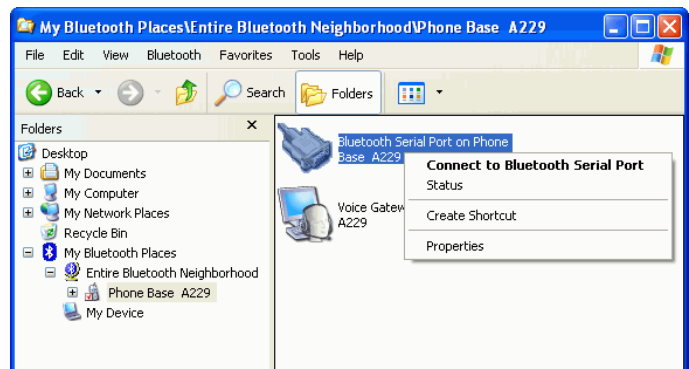 My Bluetooth Places\Entire Bluetooth Neighborhood\Phone Base A229
File Edit View Bluetooth Favorites Tools Help
Back Search Folders
Folders X
Desktop
My Documents
My Computer
My Network Places
Recycle Bin
My Bluetooth Places
Entire Bluetooth Neighborhood
Phone Base A229
My Device
Bluetooth Serial Port on Phone
Base A229
Voice Gatew
A229
Connect to Bluetooth Serial Port
Status
Create Shortcut
Properties